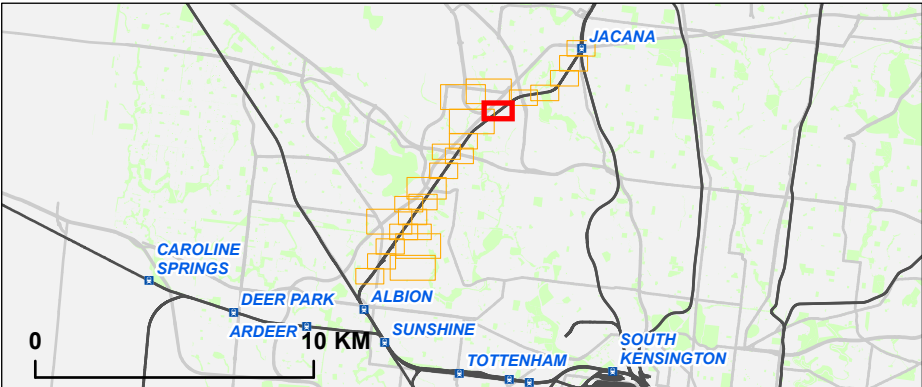 JACANA
CAROLINE
SPRINGS
DEER PARK
ALBION
ARDEER
SUNSHINE
0
10 KM
TOTTENHAM
SOUTH
KENSINGTON